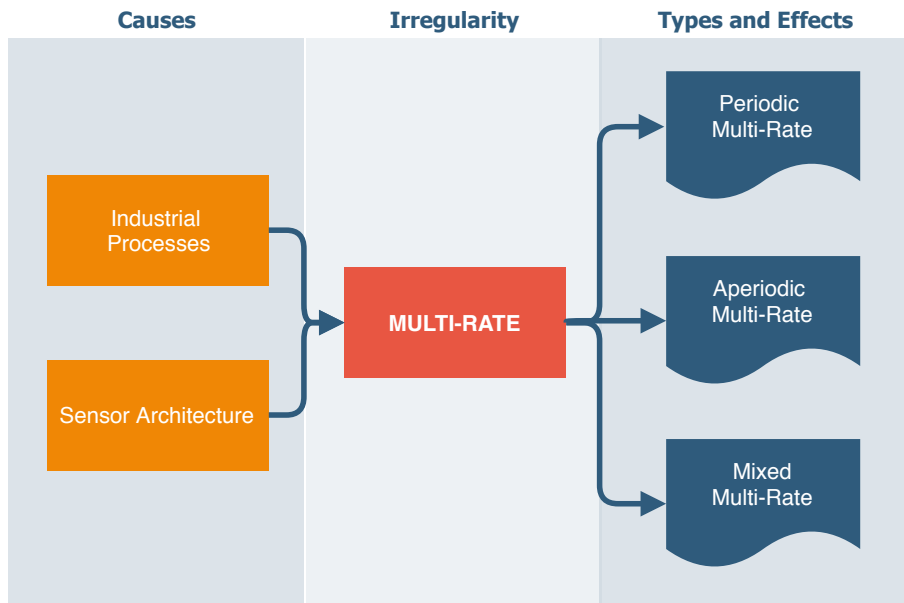 Causes
Irregularity
Types and Effects
Industrial
Processes
Sensor Architecture
MULTI-RATE
Periodic
Multi-Rate
Aperiodic
Multi-Rate
Mixed
Multi-Rate